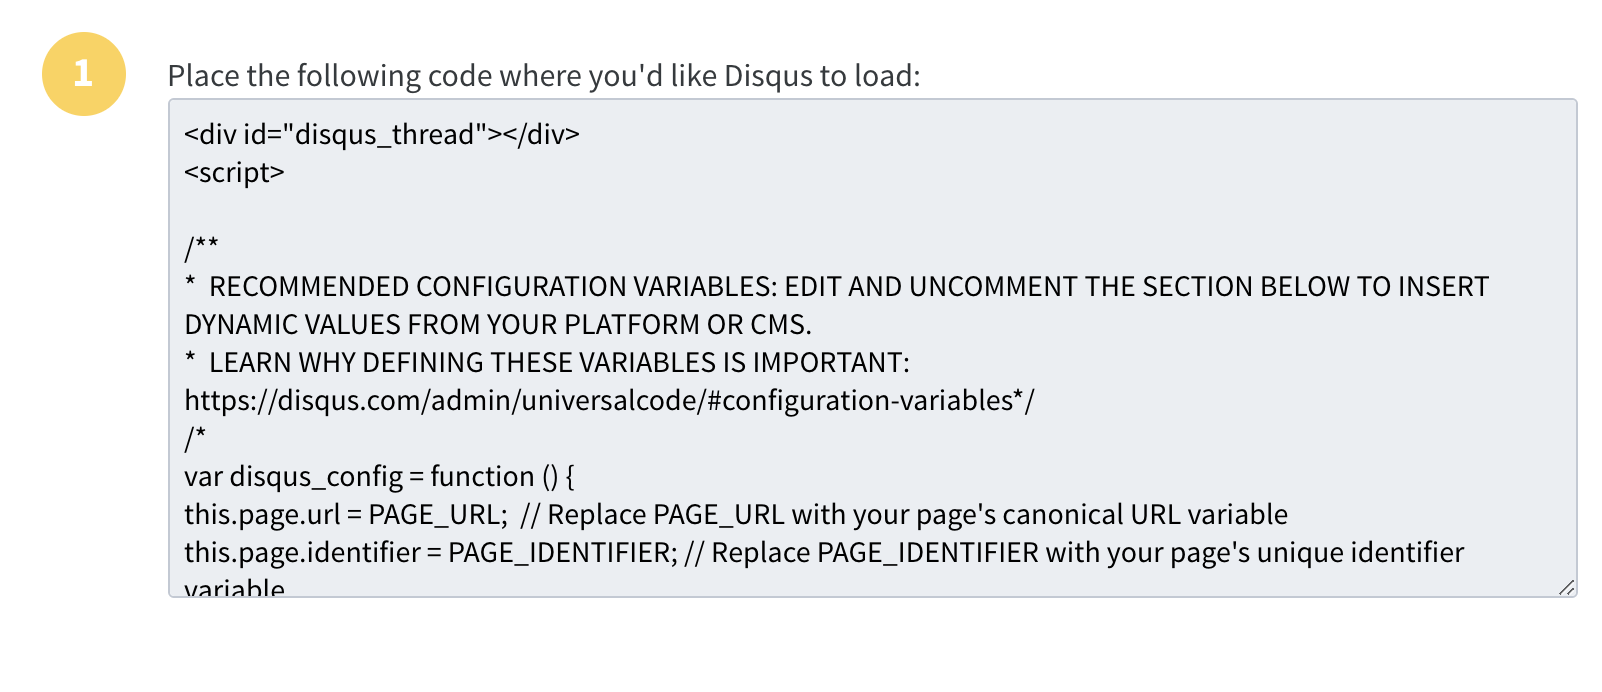 1
Place the following code where you'd like Disqus to load:
<div id="disqus_thread"></div>
<script>
/**
*  RECOMMENDED CONFIGURATION VARIABLES: EDIT AND UNCOMMENT THE SECTION BELOW TO INSERT
DYNAMIC VALUES FROM YOUR PLATFORM OR CMS.
*  LEARN WHY DEFINING THESE VARIABLES IS IMPORTANT:
https://disqus.com/admin/universalcode/#configuration-variables*/
/*
var disqus_config = function () {
this.page.url = PAGE_URL;  // Replace PAGE_URL with your page's canonical URL variable
this.page.identifier = PAGE_IDENTIFIER; // Replace PAGE_IDENTIFIER with your page's unique identifier
variable